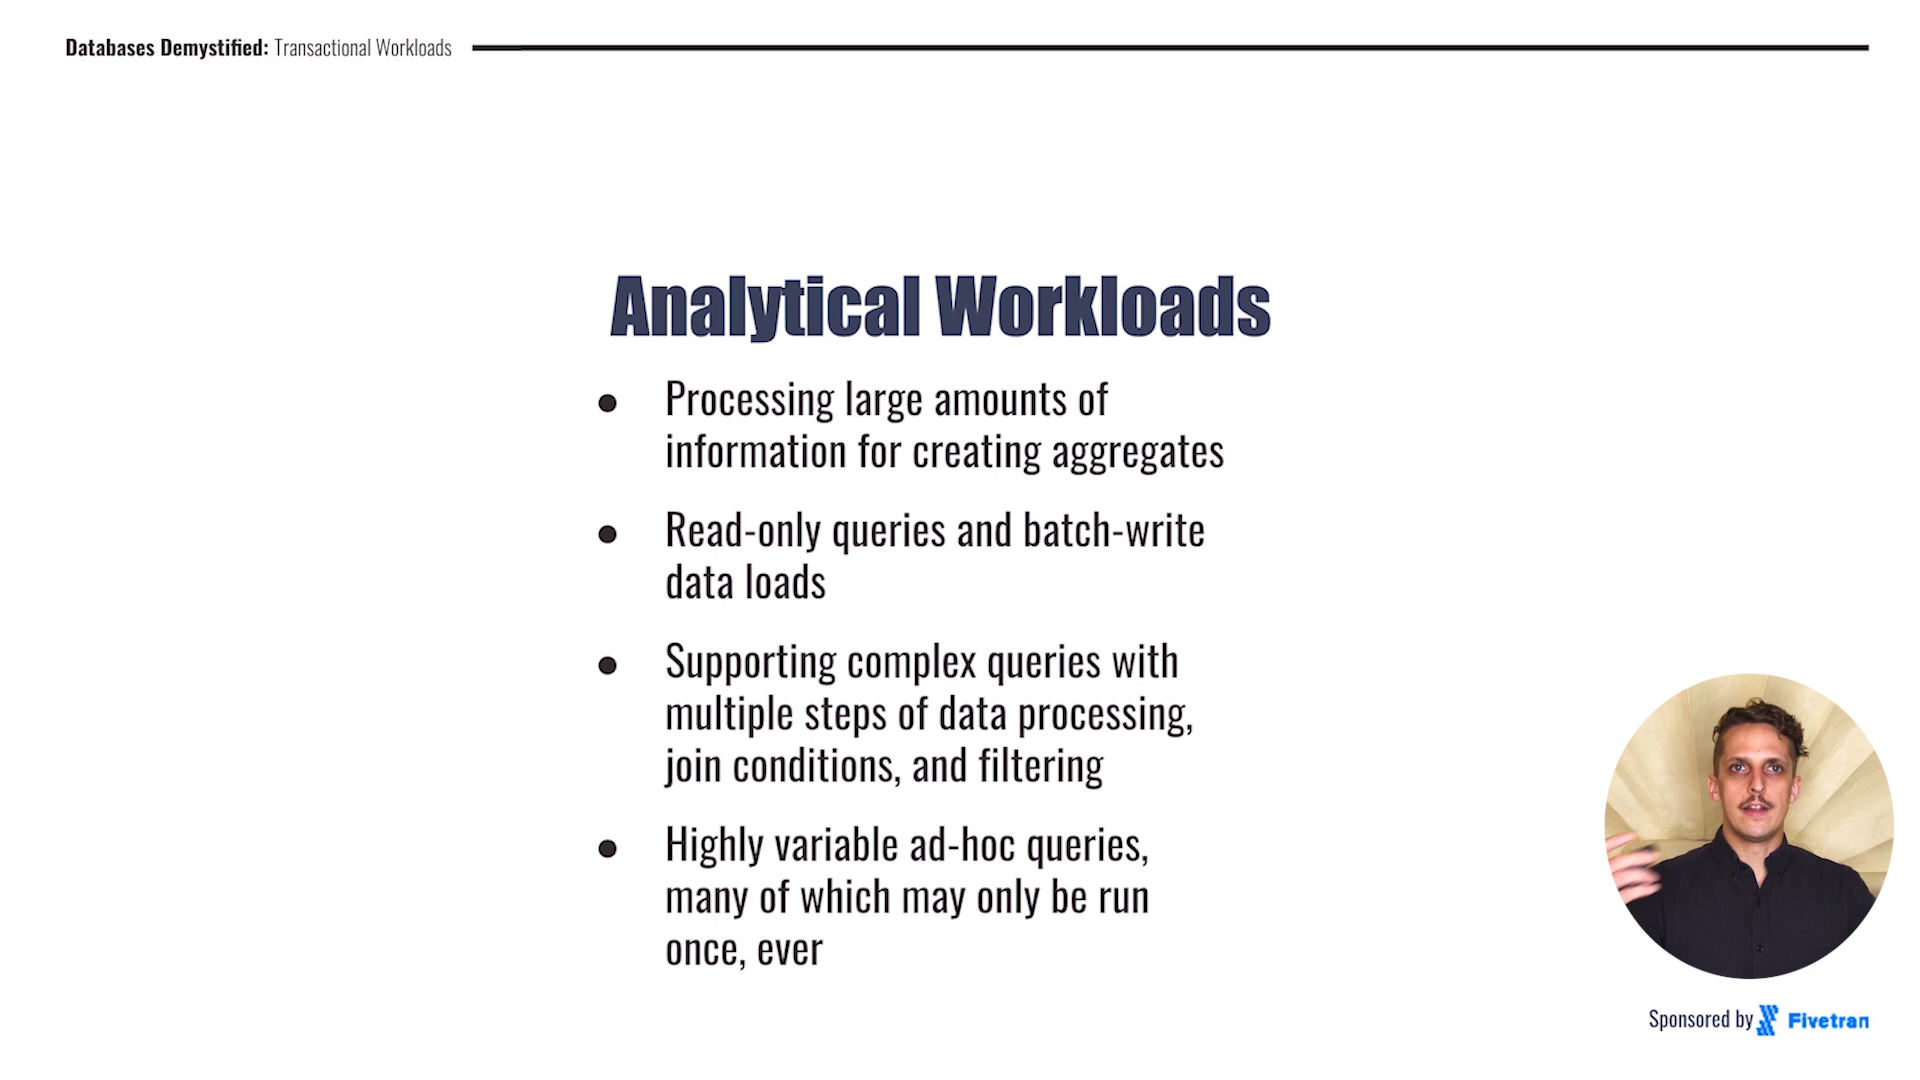 Databases Demystified: Transactional Workloads
Analytical Workloads
● Processing large amounts of
information for creating aggregates
● Read-only queries and batch-write
data loads
● Supporting complex queries with
multiple steps of data processing,
join conditions, and filtering
● Highly variable ad-hoc queries,
many of which may only be run
once, ever
Sponsored by Fivetran